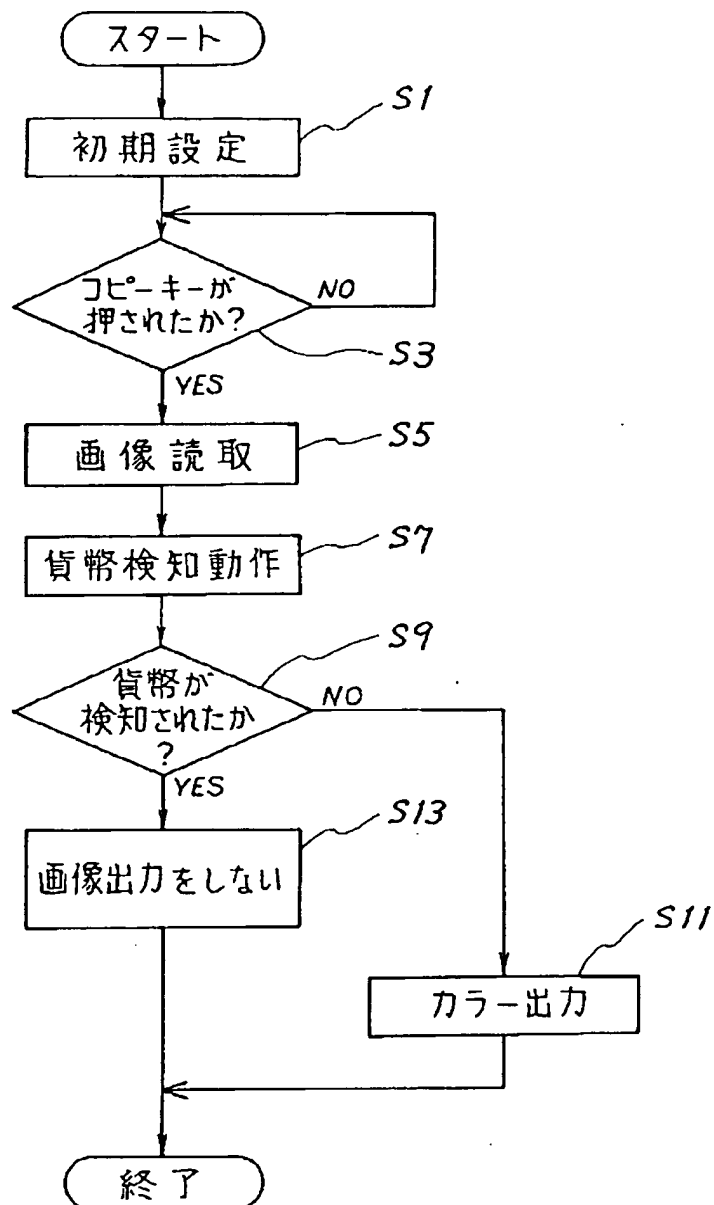 スタート
S1
初期設定
コピーキーが
押されたか?
NO
S3
YES
画像読取
S5
貨幣検知動作
S7
S9
貨幣が
検知されたか
?
NO
YES
S13
画像出力をしない
S11
カラー出力
終了